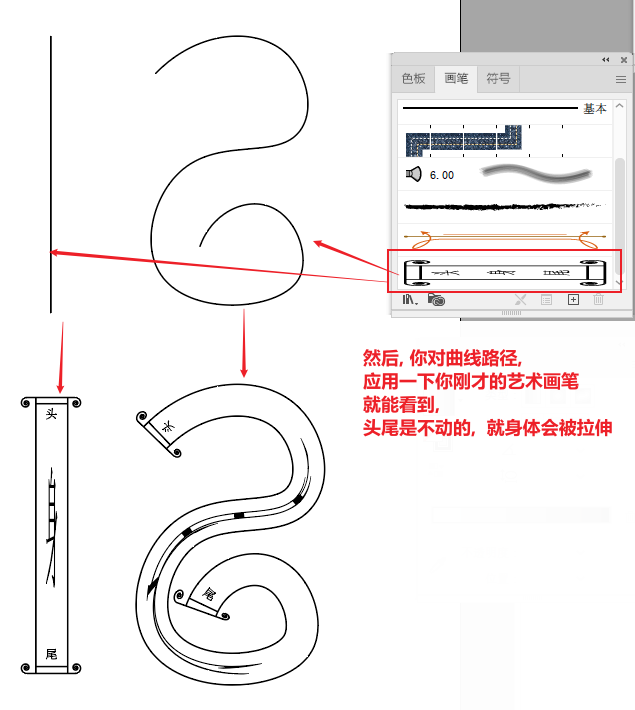 色板 画笔 符号
基本
6.00
然后, 你对曲线路径,
应用一下你刚才的艺术画笔
就能看到,
头尾是不动的, 就身体会被拉伸
头
头
尾
尾